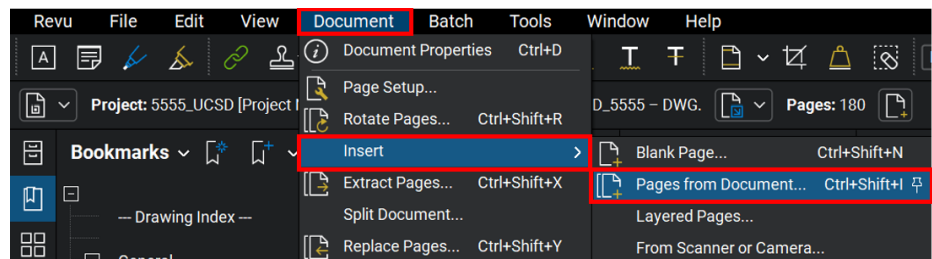 Revu File Edit View Document Batch Tools Window Help
A
Document Properties Ctrl+D
T T
Page Setup...
Project: 5555_UCSD [Project
D_5555 – DWG. Pages: 180
Rotate Pages... Ctrl+Shift+R
Bookmarks
Insert
Blank Page... Ctrl+Shift+N
Extract Pages... Ctrl+Shift+X
Pages from Document... Ctrl+Shift+I
--- Drawing Index ---
Split Document...
Layered Pages...
Replace Pages... Ctrl+Shift+Y
From Scanner or Camera...
General